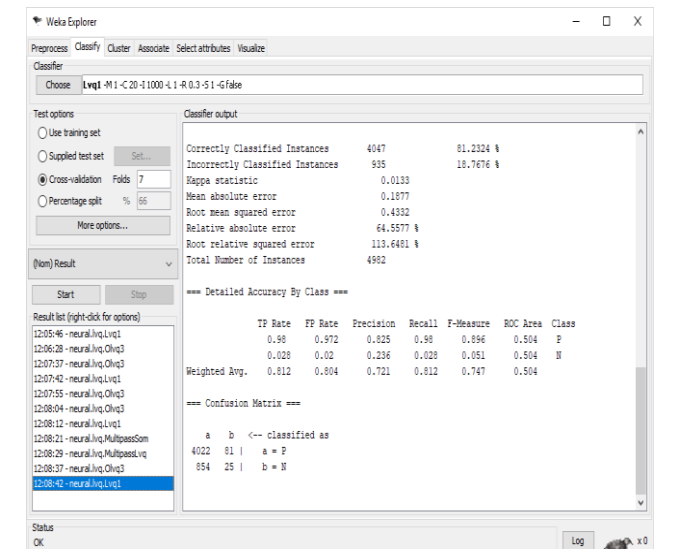 Weka Explorer
Preprocess Classify Cluster Associate Select attributes Visualize
Classifier
Choose Lvq1 -M 1 -C 20 -I 1000 -L 1 -R 0.3 -S 1 -G false
Test options
Use training set
Supplied test set Set...
Cross-validation Folds 7
Percentage split % 66
More options...
(Nom) Result
Start Stop
Result list (right-click for options)
12:05:46 - neural.lvq.Lvq1
12:06:28 - neural.lvq.Olvq3
12:07:37 - neural.lvq.Olvq3
12:07:42 - neural.lvq.Lvq1
12:07:55 - neural.lvq.Olvq3
12:08:04 - neural.lvq.Olvq3
12:08:12 - neural.lvq.Lvq1
12:08:21 - neural.lvq.MultipassSom
12:08:29 - neural.lvq.MultipassLvq
12:08:37 - neural.lvq.Olvq3
12:08:42 - neural.lvq.Lvq1
Classifier output
Correctly Classified Instances 4047 81.2324 %
Incorrectly Classified Instances 935 18.7676 %
Kappa statistic 0.0133
Mean absolute error 0.1877
Root mean squared error 0.4332
Relative absolute error 64.5577 %
Root relative squared error 113.6481 %
Total Number of Instances 4982
=== Detailed Accuracy By Class ===
TP Rate FP Rate Precision Recall F-Measure ROC Area Class
0.98 0.972 0.825 0.98 0.896 0.504 P
0.028 0.02 0.236 0.028 0.051 0.504 N
Weighted Avg. 0.812 0.804 0.721 0.812 0.747 0.504
=== Confusion Matrix ===
a b <-- classified as
4022 81 | a = P
854 25 | b = N
Status
OK
Log x 0